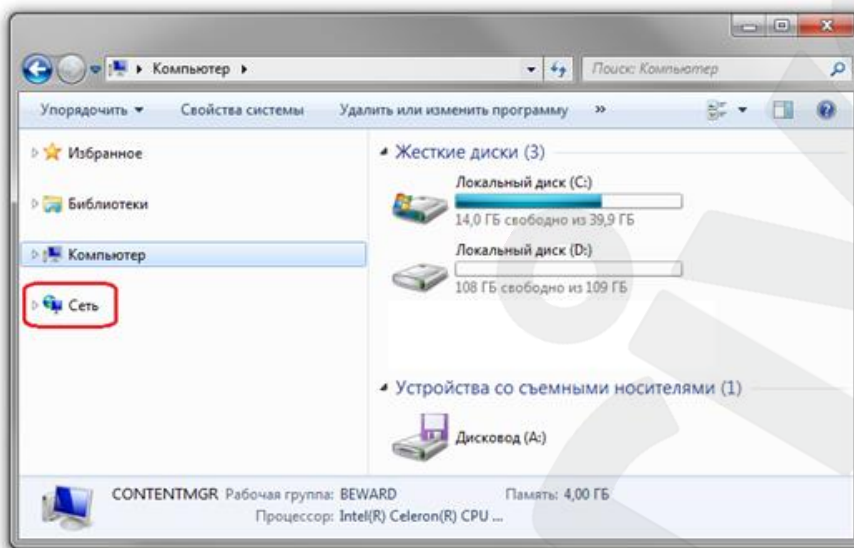 Компьютер
Поиск: Компьютер
Упорядочить Свойства системы Удалить или изменить программу »
Избранное
Библиотеки
Компьютер
Сеть
Жесткие диски (3)
Локальный диск (C:)
14,0 ГБ свободно из 39,9 ГБ
Локальный диск (D:)
108 ГБ свободно из 109 ГБ
Устройства со съемными носителями (1)
Дисковод (A:)
CONTENTMGR Рабочая группа: BEWARD Память: 4,00 ГБ
Процессор: Intel(R) Celeron(R) CPU ...